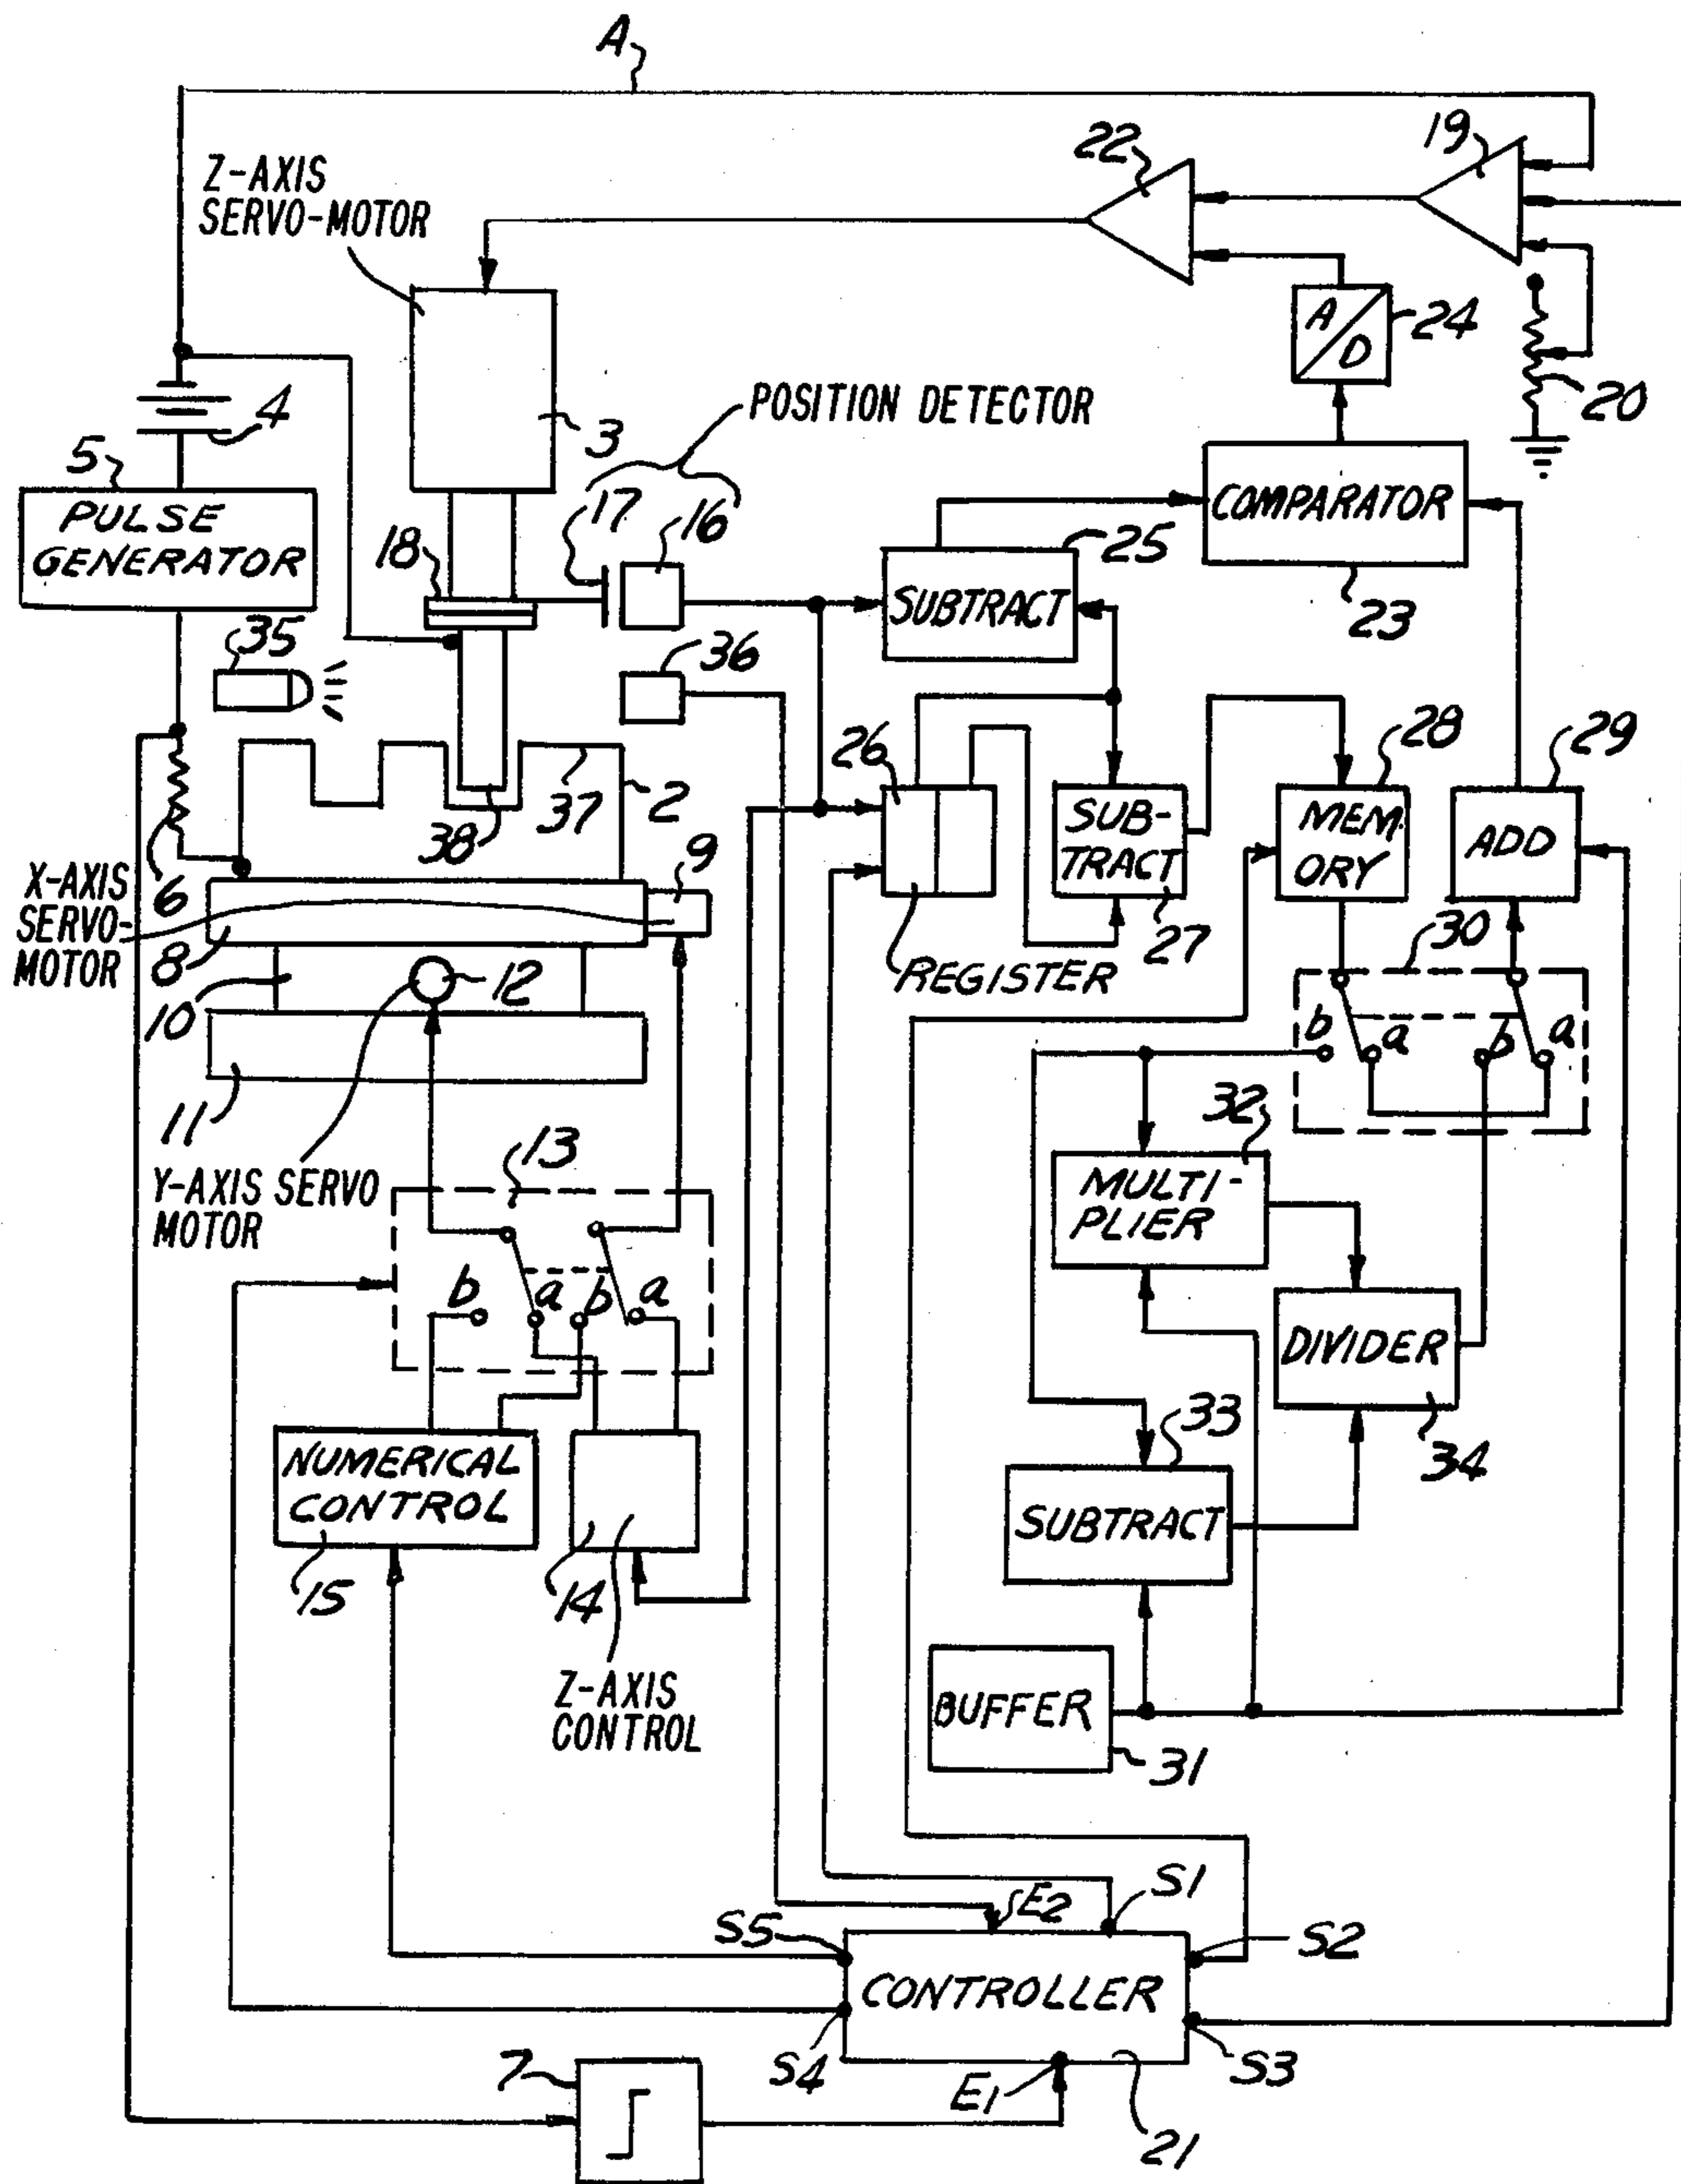 A
22
19
Z-AXIS
SERVO-MOTOR
A/D
24
20
4
3
POSITION DETECTOR
5
PULSE
GENERATOR
17
16
18
25
COMPARATOR
23
SUBTRACT
35
36
26
28
29
6
38
37
2
9
SUB-
TRACT
27
MEM-
ORY
ADD
X-AXIS
SERVO-
MOTOR
8
30
REGISTER
10
12
b
a
b
a
11
32
Y-AXIS SERVO
MOTOR
13
MULTI-
PLIER
b
a
b
a
DIVIDER
34
33
NUMERICAL
CONTROL
15
14
SUBTRACT
Z-AXIS
CONTROL
BUFFER
31
E2
S1
S5
S2
CONTROLLER
S4
S3
7
E1
21